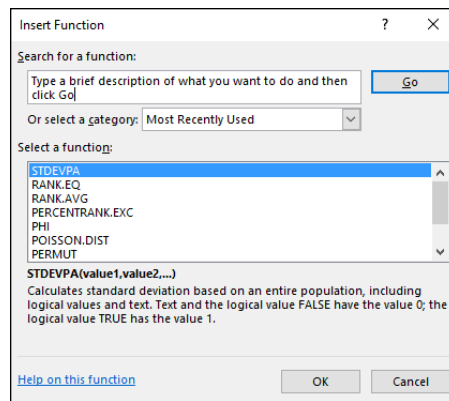 Insert Function
?
Search for a function:
Type a brief description of what you want to do and then
click Go
Go
Or select a category: Most Recently Used
Select a function:
STDEVPA
RANK.EQ
RANK.AVG
PERCENTRANK.EXC
PHI
POISSON.DIST
PERMUT
STDEVPA(value1,value2,...)
Calculates standard deviation based on an entire population, including
logical values and text. Text and the logical value FALSE have the value 0; the
logical value TRUE has the value 1.
Help on this function
OK
Cancel